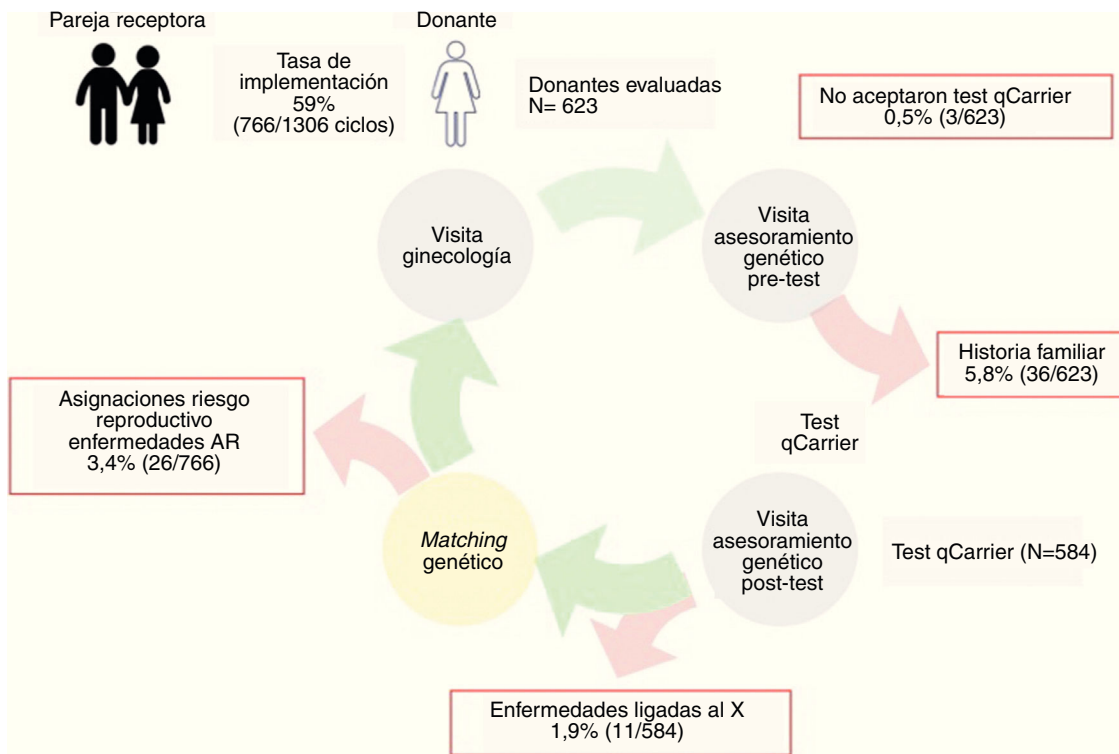 Pareja receptora
Donante
Tasa de
implementación
59%
(766/1306 ciclos)
Donantes evaluadas
N= 623
No aceptaron test qCarrier
0,5% (3/623)
Visita
ginecología
Visita
asesoramiento
genético
pre-test
Historia familiar
5,8% (36/623)
Asignaciones riesgo
reproductivo
enfermedades AR
3,4% (26/766)
Test
qCarrier
Matching
genético
Visita
asesoramiento
genético
post-test
Test qCarrier (N=584)
Enfermedades ligadas al X
1,9% (11/584)